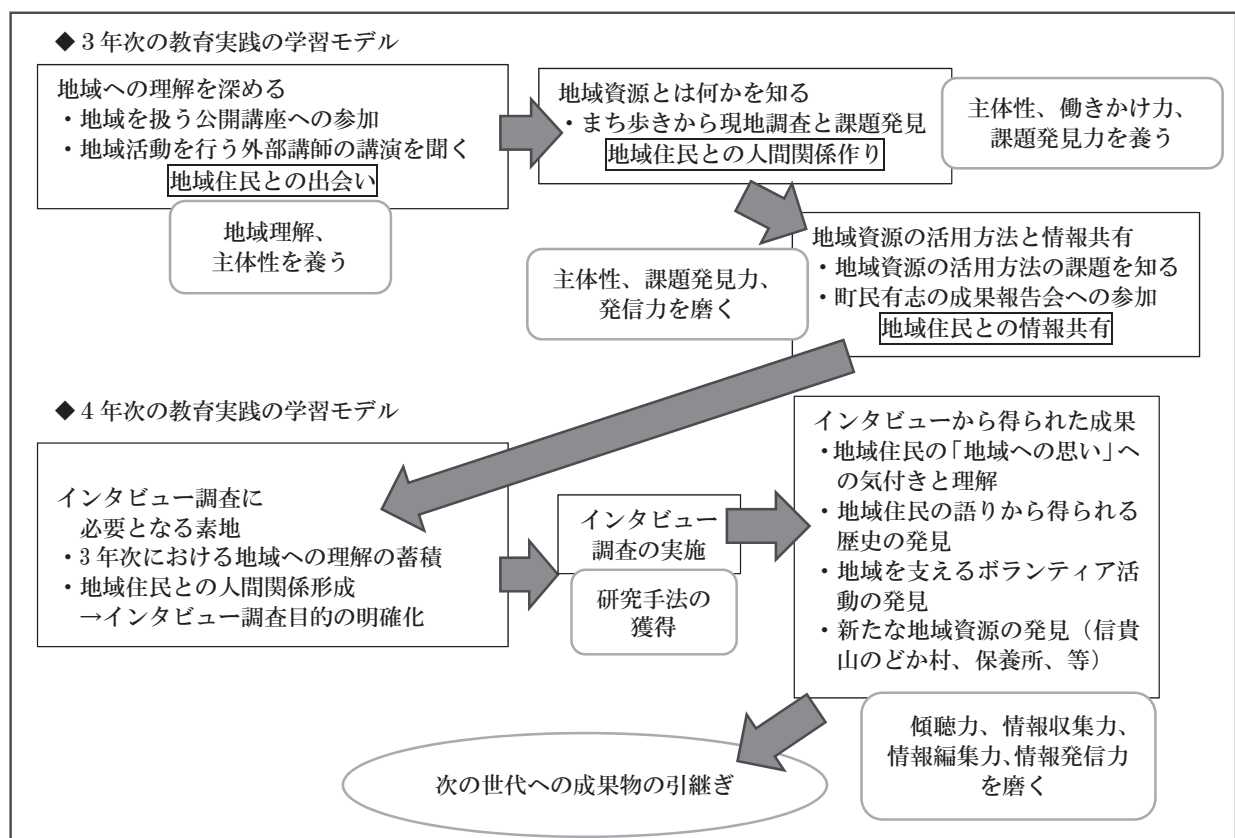 ◆３年次の教育実践の学習モデル
地域への理解を深める
・地域を扱う公開講座への参加
・地域活動を行う外部講師の講演を聞く
地域住民との出会い
地域理解、
主体性を養う
地域資源とは何かを知る
・まち歩きから現地調査と課題発見
地域住民との人間関係作り
主体性、働きかけ力、
課題発見力を養う
地域資源の活用方法と情報共有
・地域資源の活用方法の課題を知る
・町民有志の成果報告会への参加
地域住民との情報共有
主体性、課題発見力、
発信力を磨く
◆４年次の教育実践の学習モデル
インタビュー調査に
必要となる素地
・３年次における地域への理解の蓄積
・地域住民との人間関係形成
→インタビュー調査目的の明確化
インタビュー
調査の実施
研究手法の
獲得
インタビューから得られた成果
・地域住民の「地域への思い」へ
の気付きと理解
・地域住民の語りから得られる
歴史の発見
・地域を支えるボランティア活
動の発見
・新たな地域資源の発見（信貴
山のどか村、保養所、等）
傾聴力、情報収集力、
情報編集力、情報発信力
を磨く
次の世代への成果物の引継ぎ